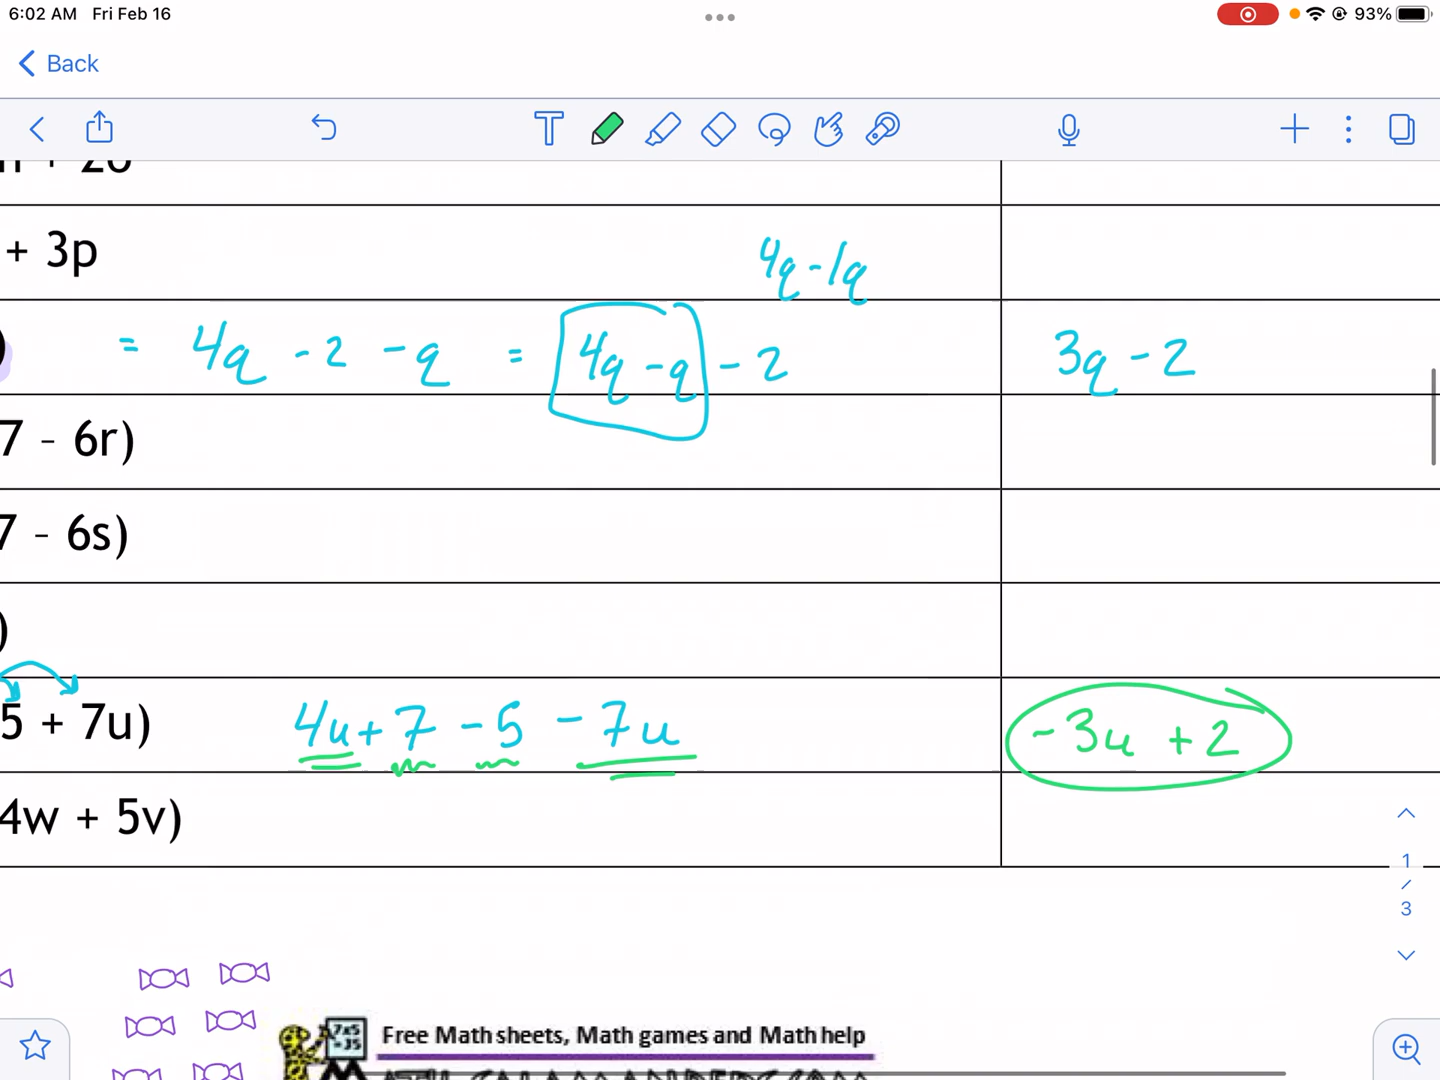 6:02 AM Fri Feb 16 93%
Back
+ 3p
4q - 1q
) = 4q - 2 - q = 4q - q - 2 3q - 2
7 - 6r)
7 - 6s)
)
5 + 7u) 4u + 7 - 5 - 7u -3u + 2
4w + 5v)
1
/
3
7x5
=35
Free Math sheets, Math games and Math help